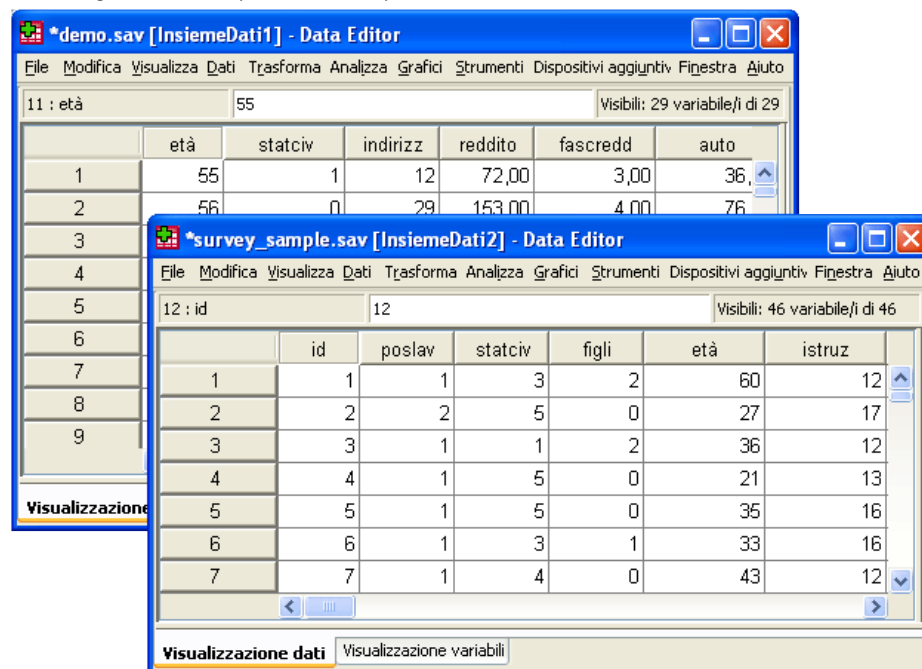 *demo.sav [InsiemeDati1] - Data Editor
File Modifica Visualizza Dati Trasforma Analizza Grafici Strumenti Dispositivi aggiuntiv Finestra Aiuto
11 : età 55 Visibili: 29 variabile/i di 29
età statciv indirizz reddito fascredd auto
1 55 1 12 72,00 3,00 36,
2 56 0 29 153,00 4,00 76
3
4
5
6
7
8
9
Visualizzazione
*survey_sample.sav [InsiemeDati2] - Data Editor
File Modifica Visualizza Dati Trasforma Analizza Grafici Strumenti Dispositivi aggiuntiv Finestra Aiuto
12 : id 12 Visibili: 46 variabile/i di 46
id poslav statciv figli età istruz
1 1 1 3 2 60 12
2 2 2 5 0 27 17
3 3 1 1 2 36 12
4 4 1 5 0 21 13
5 5 1 5 0 35 16
6 6 1 3 1 33 16
7 7 1 4 0 43 12
Visualizzazione dati Visualizzazione variabili